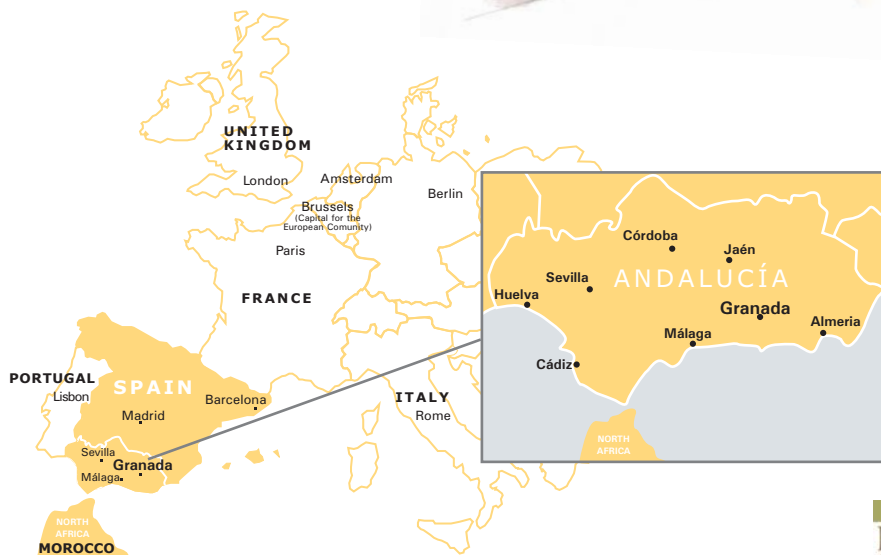 UNITED
KINGDOM
London
Amsterdam
Berlin
Brussels
(Capital for the
European Comunity)
Paris
FRANCE
PORTUGAL
Lisbon
SPAIN
Barcelona
Madrid
ITALY
Rome
Sevilla
Granada
Málaga
NORTH
AFRICA
MOROCCO
Córdoba
Jaén
Sevilla
ANDALUCÍA
Huelva
Granada
Almeria
Málaga
Cádiz
NORTH
AFRICA